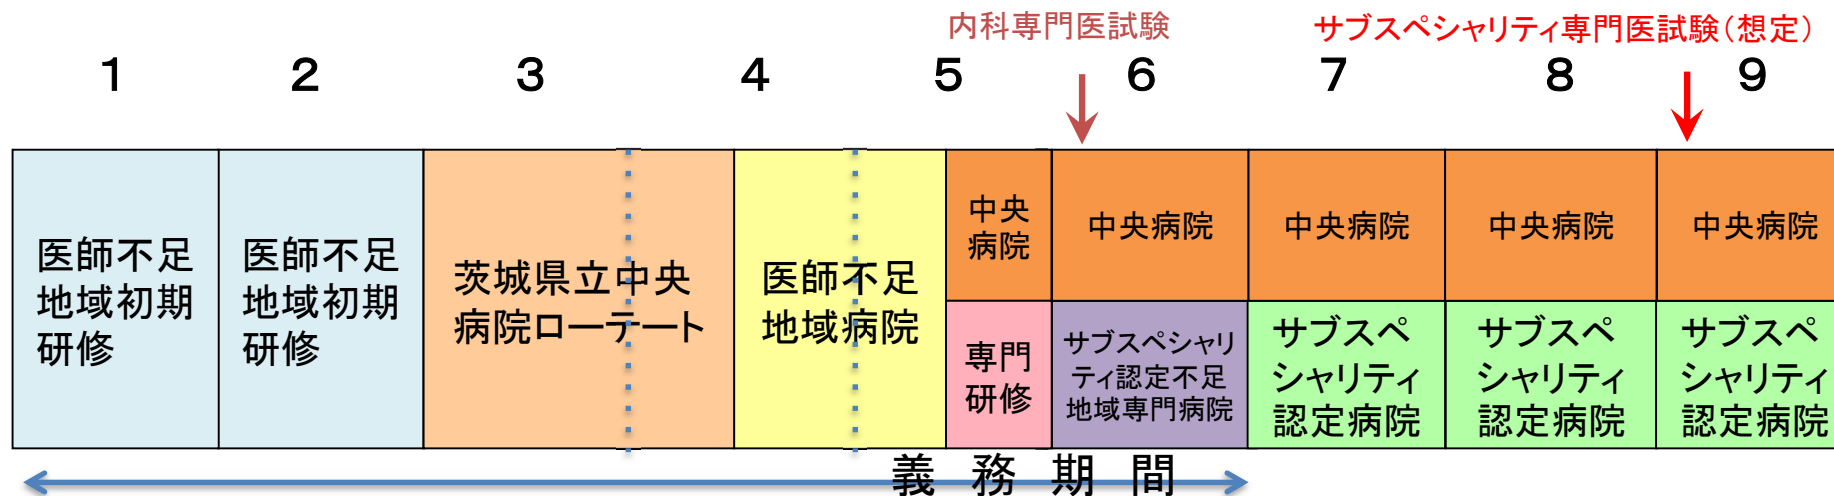 内科専門医試験
サブスペシャリティ専門医試験（想定）
1 2 3 4 5 6 7 8 9
医師不足
地域初期
研修
医師不足
地域初期
研修
茨城県立中央
病院ローテート
医師不足
地域病院
中央
病院
中央病院
中央病院
中央病院
中央病院
専門
研修
サブスペシャリ
ティ認定不足
地域専門病院
サブスペ
シャリティ
認定病院
サブスペ
シャリティ
認定病院
サブスペ
シャリティ
認定病院
義務期間